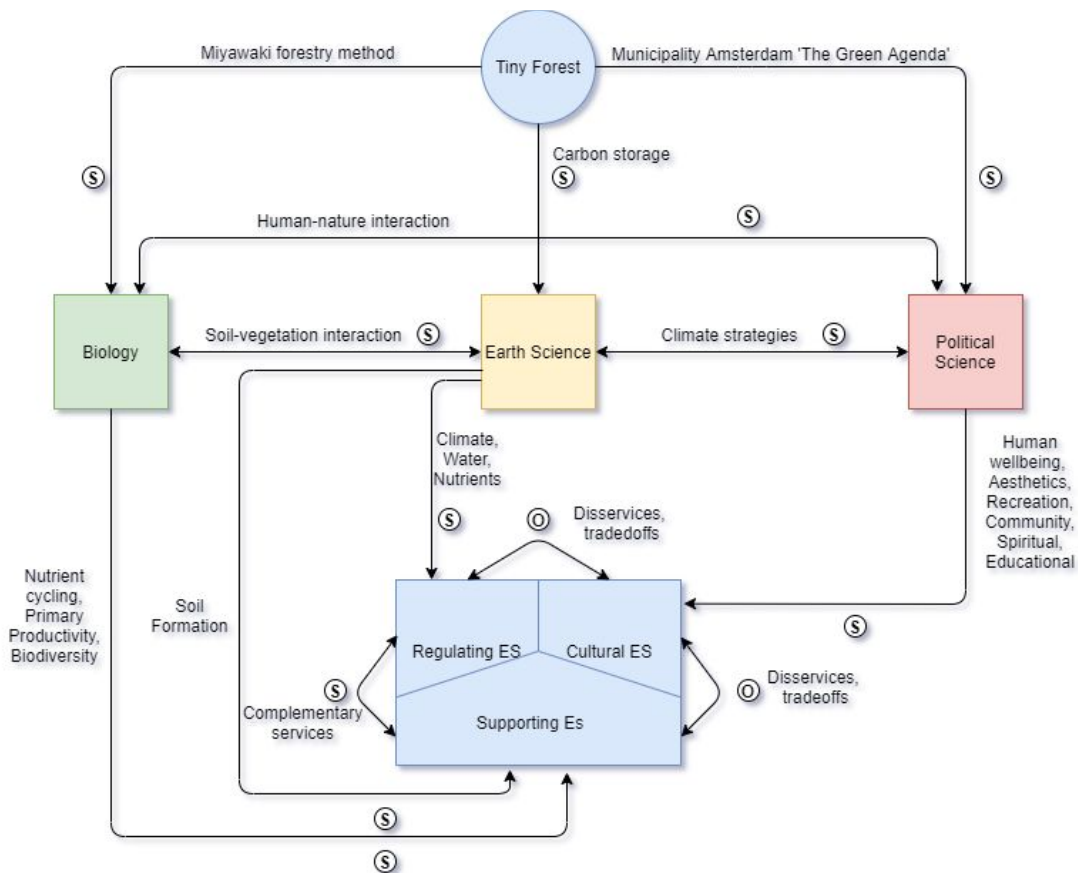 Miyawaki forestry method
Tiny Forest
Municipality Amsterdam 'The Green Agenda'
S
Carbon storage
S
S
Human-nature interaction
S
Biology
Soil-vegetation interaction
S
Earth Science
Climate strategies
S
Political
Science
Climate,
Water,
Nutrients
S
Human
wellbeing,
Aesthetics,
Recreation,
Community,
Spiritual,
Educational
O
Disservices,
tradedoffs
Nutrient
cycling,
Primary
Productivity,
Biodiversity
Soil
Formation
S
Regulating ES
Cultural ES
S
Complementary
services
O
Disservices,
tradeoffs
Supporting Es
S
S